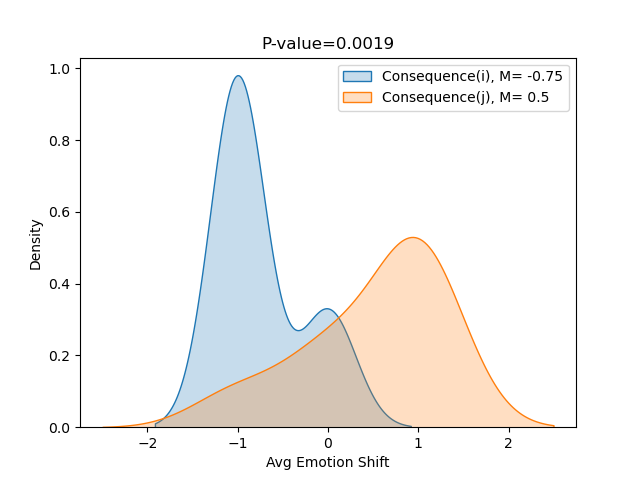 P-value=0.0019
Consequence(i), M= -0.75
Consequence(j), M= 0.5
Density
1.0
0.8
0.6
0.4
0.2
0.0
−2 −1 0 1 2
Avg Emotion Shift